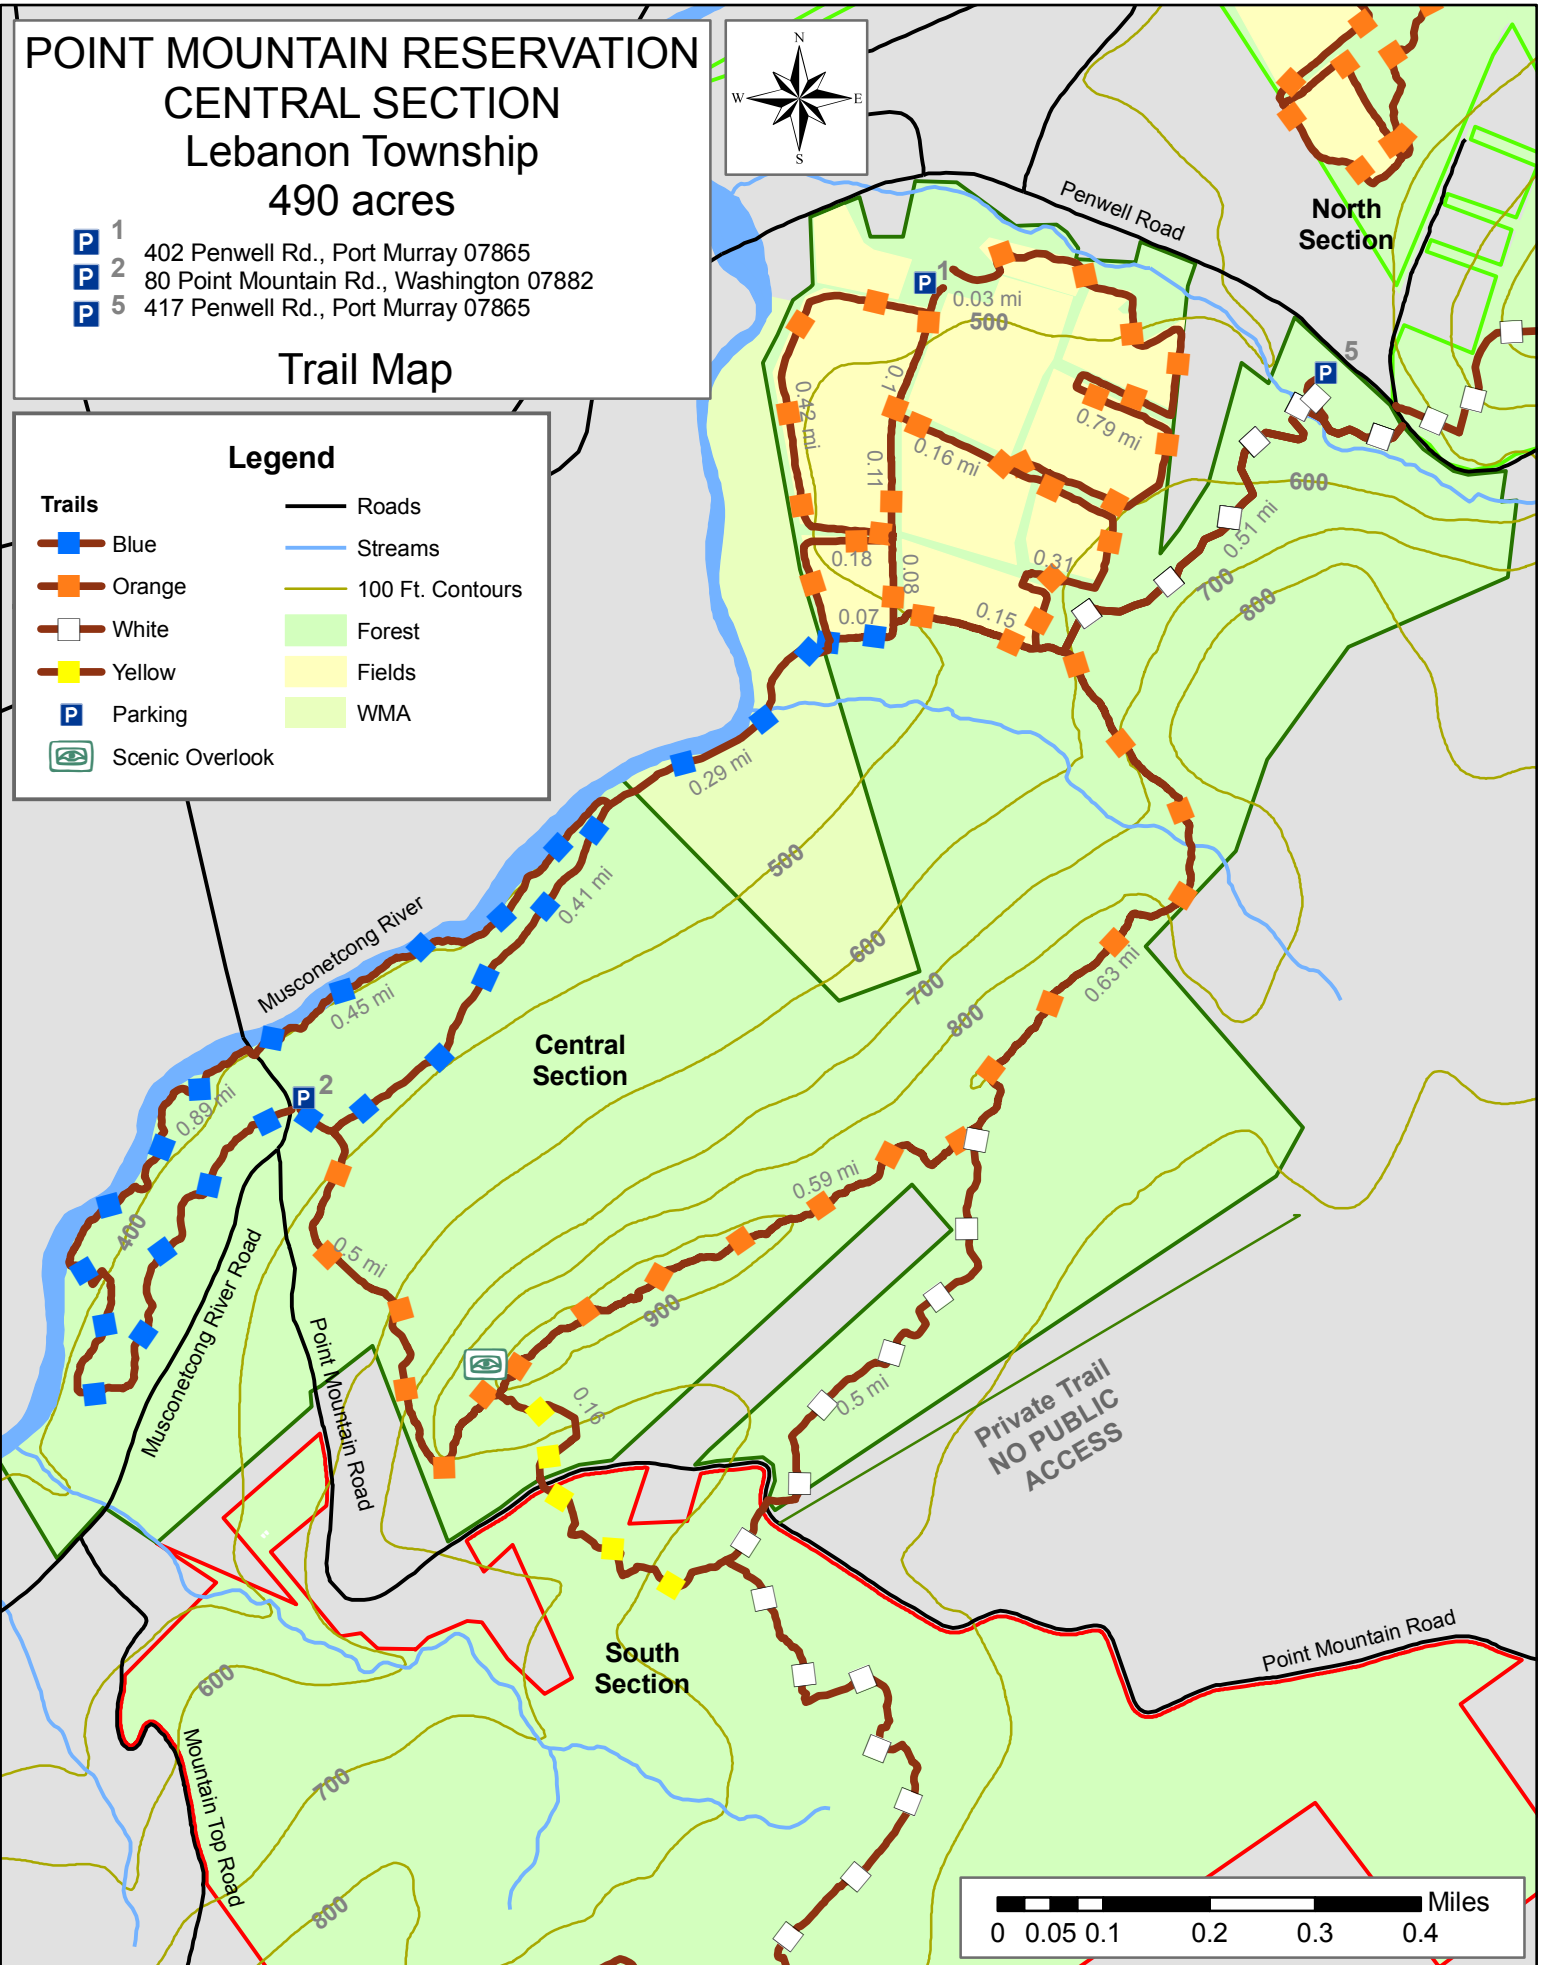 POINT MOUNTAIN RESERVATION
CENTRAL SECTION
Lebanon Township
490 acres
P 1 402 Penwell Rd., Port Murray 07865
P 2 80 Point Mountain Rd., Washington 07882
P 5 417 Penwell Rd., Port Murray 07865
Trail Map
N
W E
S
Legend
Trails
Blue
Orange
White
Yellow
P Parking
Scenic Overlook
Roads
Streams
100 Ft. Contours
Forest
Fields
WMA
Penwell Road
North
Section
P 1
0.03 mi
500
P 5
0.1
0.42 mi
0.79 mi
0.16 mi
0.11
600
0.51 mi
0.18
0.08
0.31
700
800
0.07
0.15
0.29 mi
500
0.41 mi
Musconetcong River
600
0.45 mi
700
0.63 mi
800
Central
Section
P 2
0.89 mi
0.59 mi
400
0.5 mi
Musconetcong River Road
900
Point Mountain Road
0.16
0.5 mi
Private Trail
NO PUBLIC
ACCESS
South
Section
Point Mountain Road
600
700
Mountain Top Road
800
Miles
0 0.05 0.1 0.2 0.3 0.4